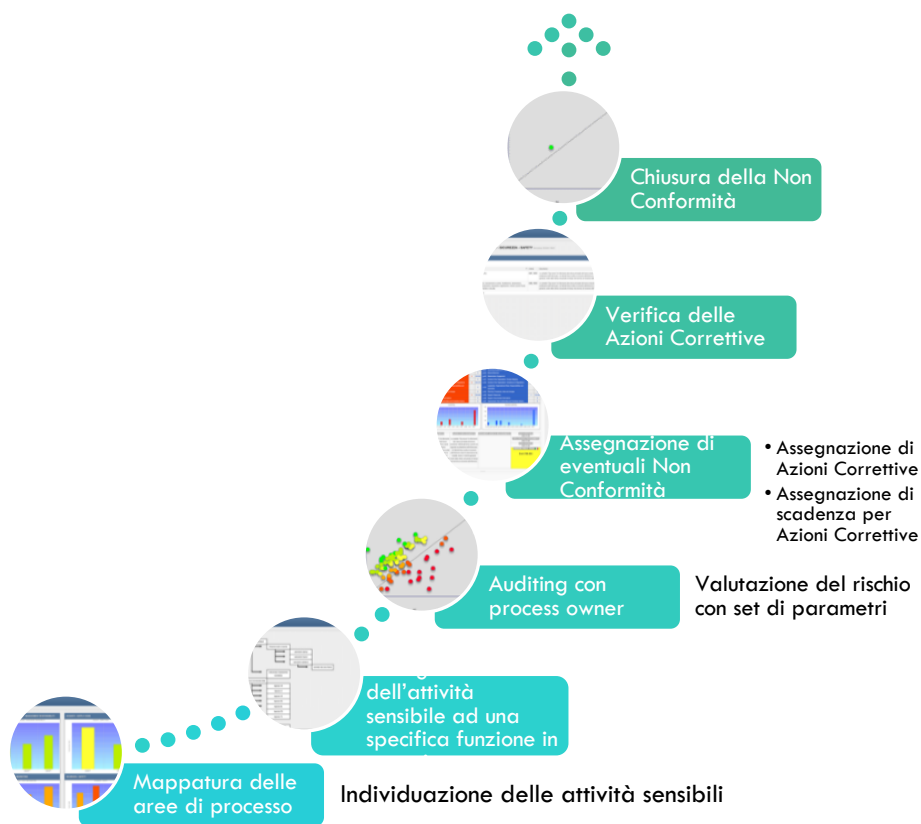 Chiusura della Non
Conformità
Verifica delle
Azioni Correttive
Assegnazione di
eventuali Non
Conformità
• Assegnazione di
Azioni Correttive
• Assegnazione di
scadenza per
Azioni Correttive
Auditing con
process owner
Valutazione del rischio
con set di parametri
dell’attività
sensibile ad una
specifica funzione in
Mappatura delle
aree di processo
Individuazione delle attività sensibili